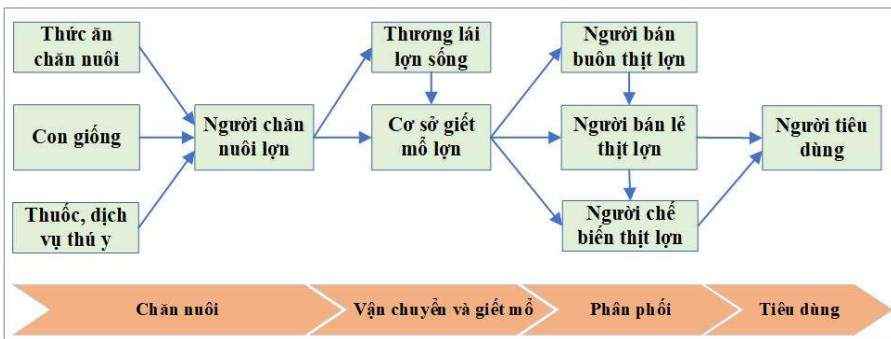 Thức ăn
chăn nuôi
Con giống
Thuốc, dịch
vụ thú y
Người chăn
nuôi lợn
Thương lái
lợn sống
Cơ sở giết
mổ lợn
Người bán
buôn thịt lợn
Người bán lẻ
thịt lợn
Người chế
biến thịt lợn
Người tiêu
dùng
Chăn nuôi
Vận chuyển và giết mổ
Phân phối
Tiêu dùng